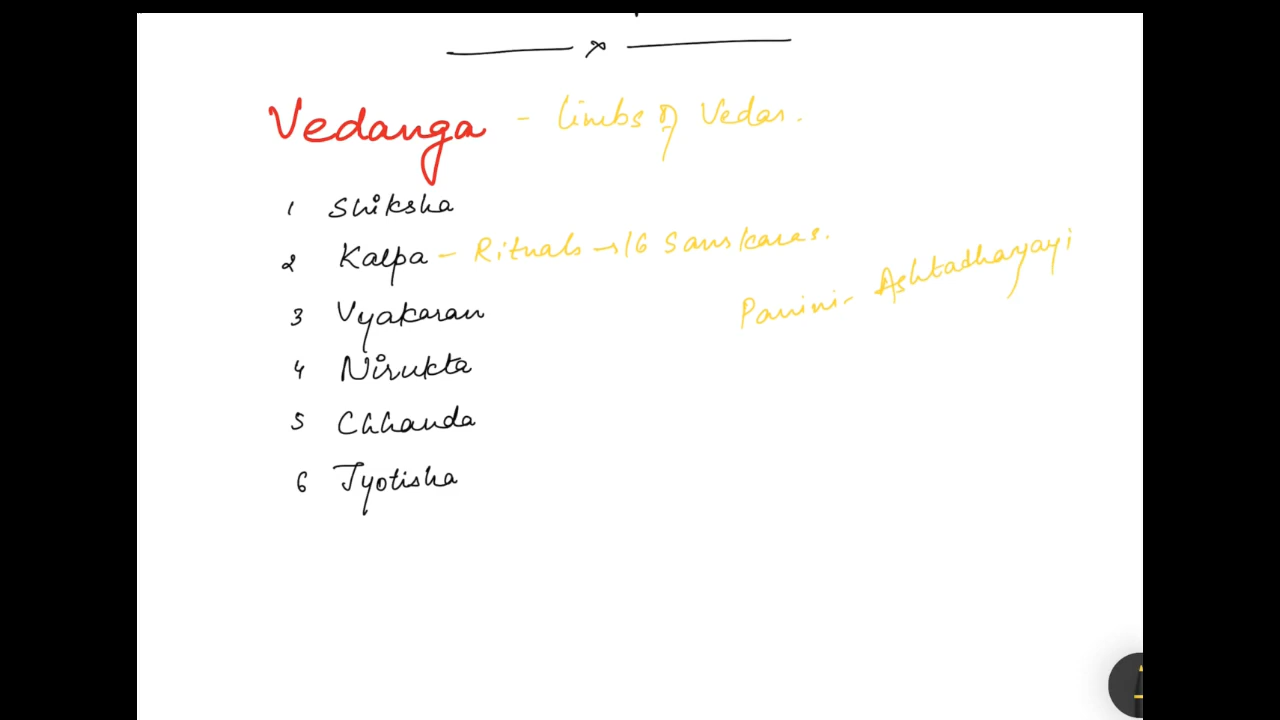 Vedanga - limbs of Vedas.
1 Shiksha
2 Kalpa - Rituals → 16 Sanskaras.
Panini - Ashtadhayayi
3 Vyakaran
4 Nirukta
5 Chhanda
6 Jyotisha